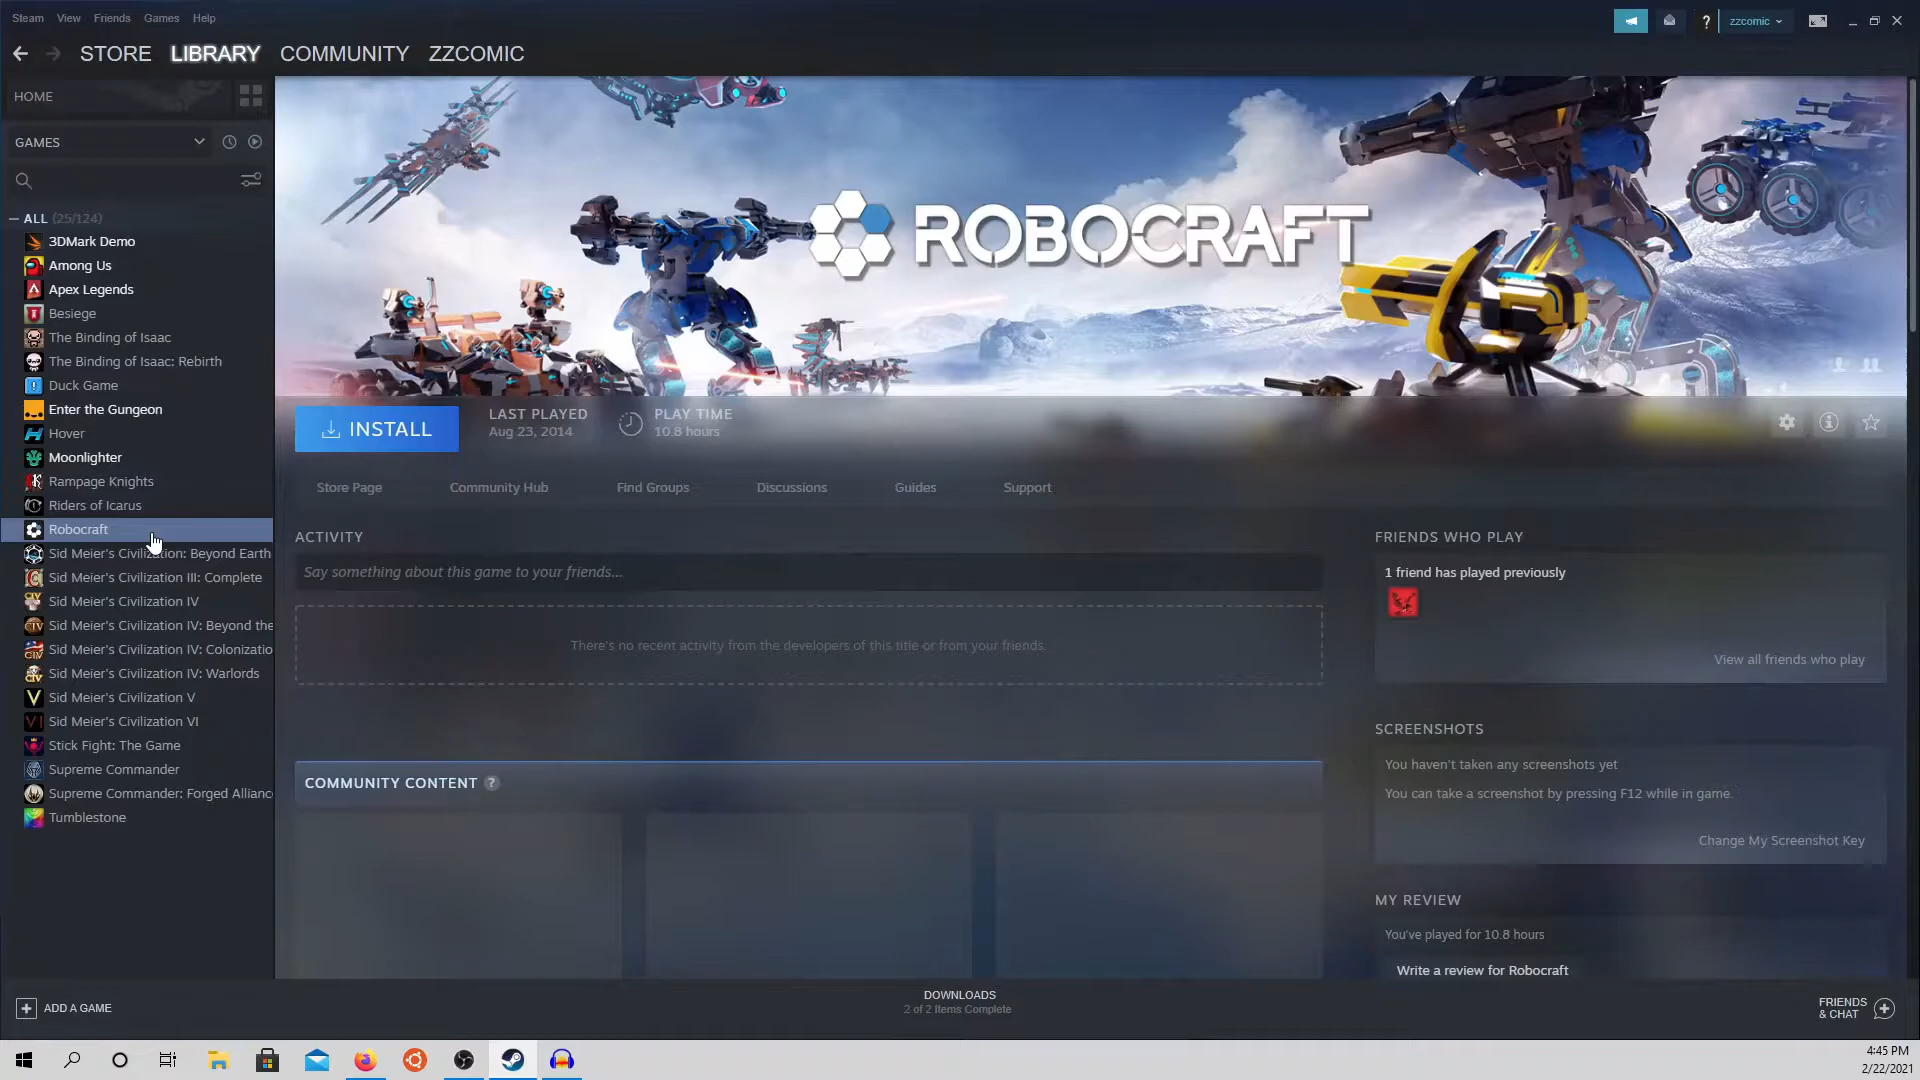 Steam View Friends Games Help
zzcomic
STORE LIBRARY COMMUNITY ZZCOMIC
HOME
GAMES
ALL (25/124)
3DMark Demo
Among Us
Apex Legends
Besiege
The Binding of Isaac
The Binding of Isaac: Rebirth
Duck Game
Enter the Gungeon
Hover
Moonlighter
Rampage Knights
Riders of Icarus
Robocraft
Sid Meier's Civilization: Beyond Earth
Sid Meier's Civilization III: Complete
Sid Meier's Civilization IV
Sid Meier's Civilization IV: Beyond the
Sid Meier's Civilization IV: Colonizatio
Sid Meier's Civilization IV: Warlords
Sid Meier's Civilization V
Sid Meier's Civilization VI
Stick Fight: The Game
Supreme Commander
Supreme Commander: Forged Alliance
Tumblestone
ADD A GAME
ROBOCRAFT
INSTALL
LAST PLAYED
Aug 23, 2014
PLAY TIME
10.8 hours
Store Page Community Hub Find Groups Discussions Guides Support
ACTIVITY
Say something about this game to your friends...
There's no recent activity from the developers of this title or from your friends.
COMMUNITY CONTENT ?
FRIENDS WHO PLAY
1 friend has played previously
View all friends who play
SCREENSHOTS
You haven't taken any screenshots yet
You can take a screenshot by pressing F12 while in game.
Change My Screenshot Key
MY REVIEW
You've played for 10.8 hours
Write a review for Robocraft
DOWNLOADS
2 of 2 Items Complete
FRIENDS
& CHAT
4:45 PM
2/22/2021